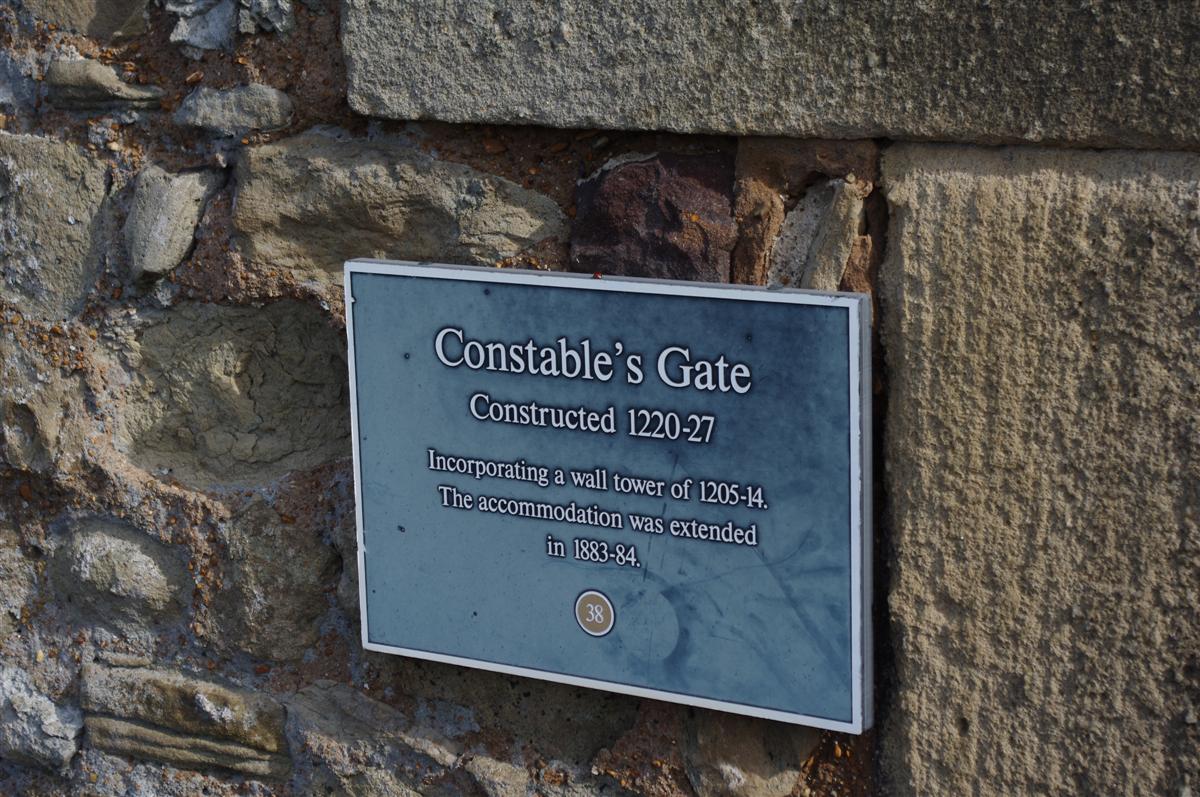 Constable's Gate
Constructed 1220-27
Incorporating a wall tower of 1205-14.
The accommodation was extended
in 1883-84.
38